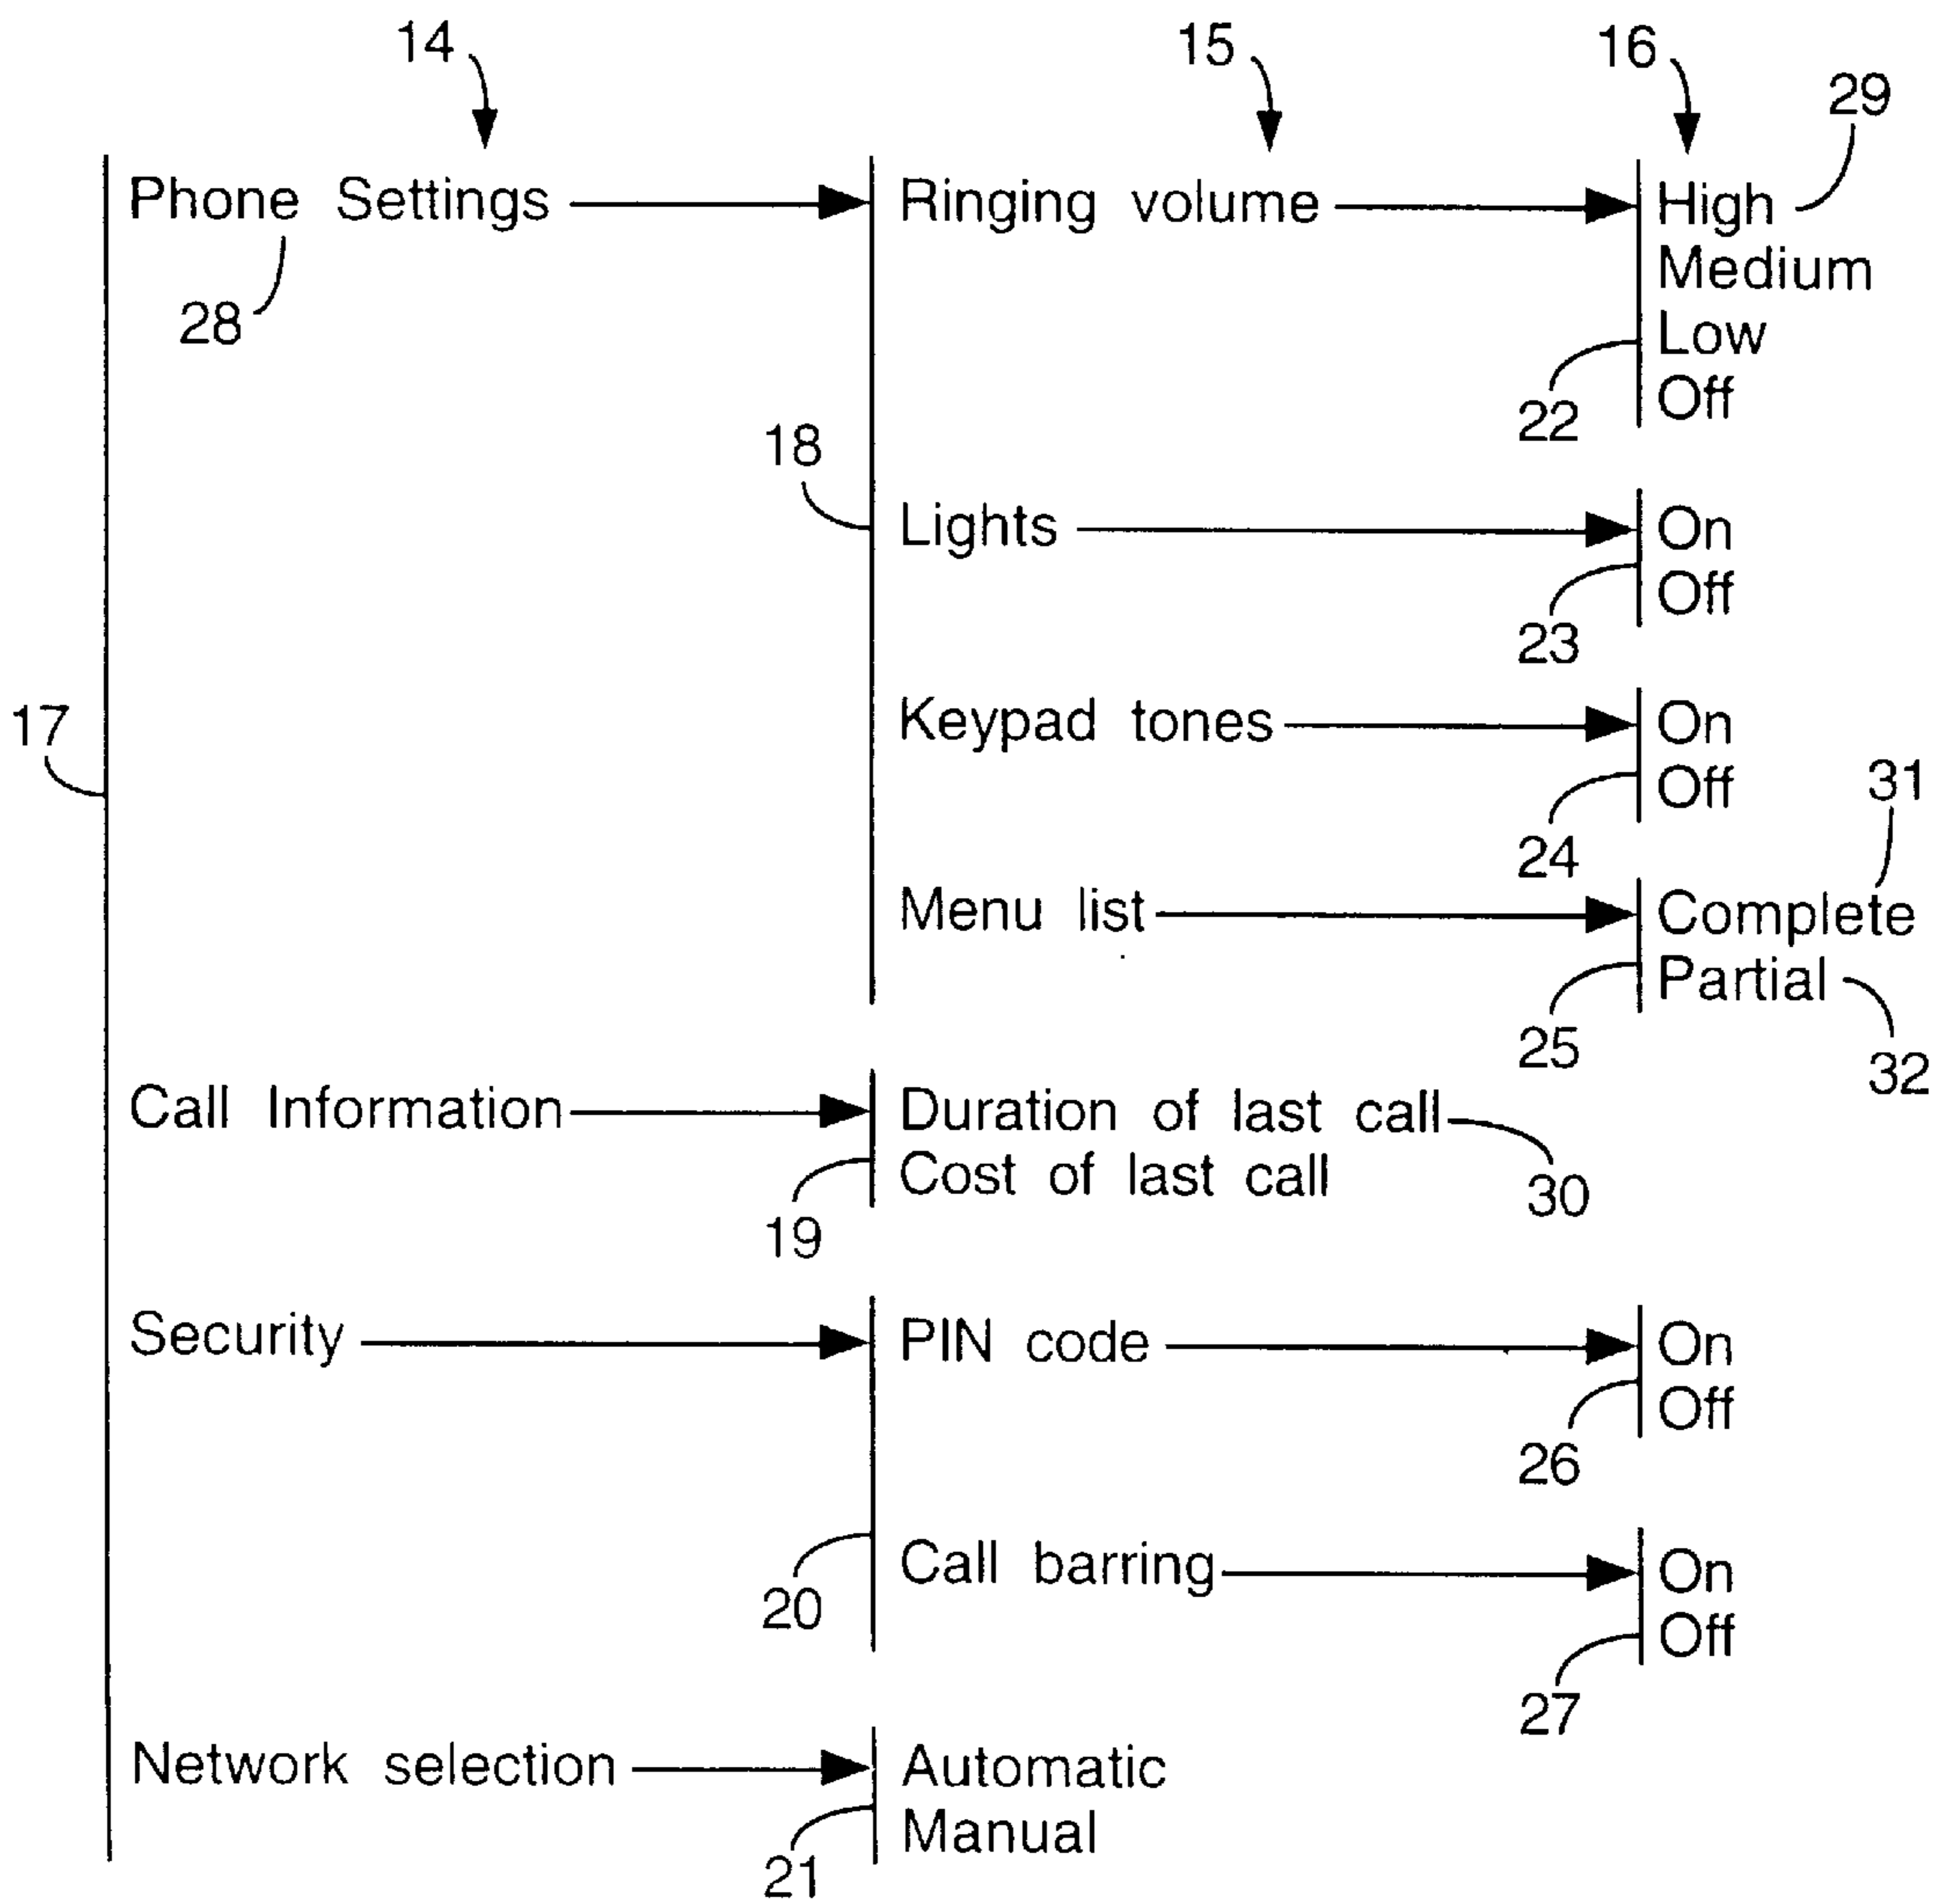 14 15 16
29
Phone Settings Ringing volume High
28 Medium
Low
22 Off
18
Lights On
Off
23
17 Keypad tones On
Off
31
24
Menu list Complete
Partial
25
32
Call Information Duration of last call
Cost of last call
19 30
Security PIN code On
Off
26
Call barring On
20 Off
27
Network selection Automatic
Manual
21